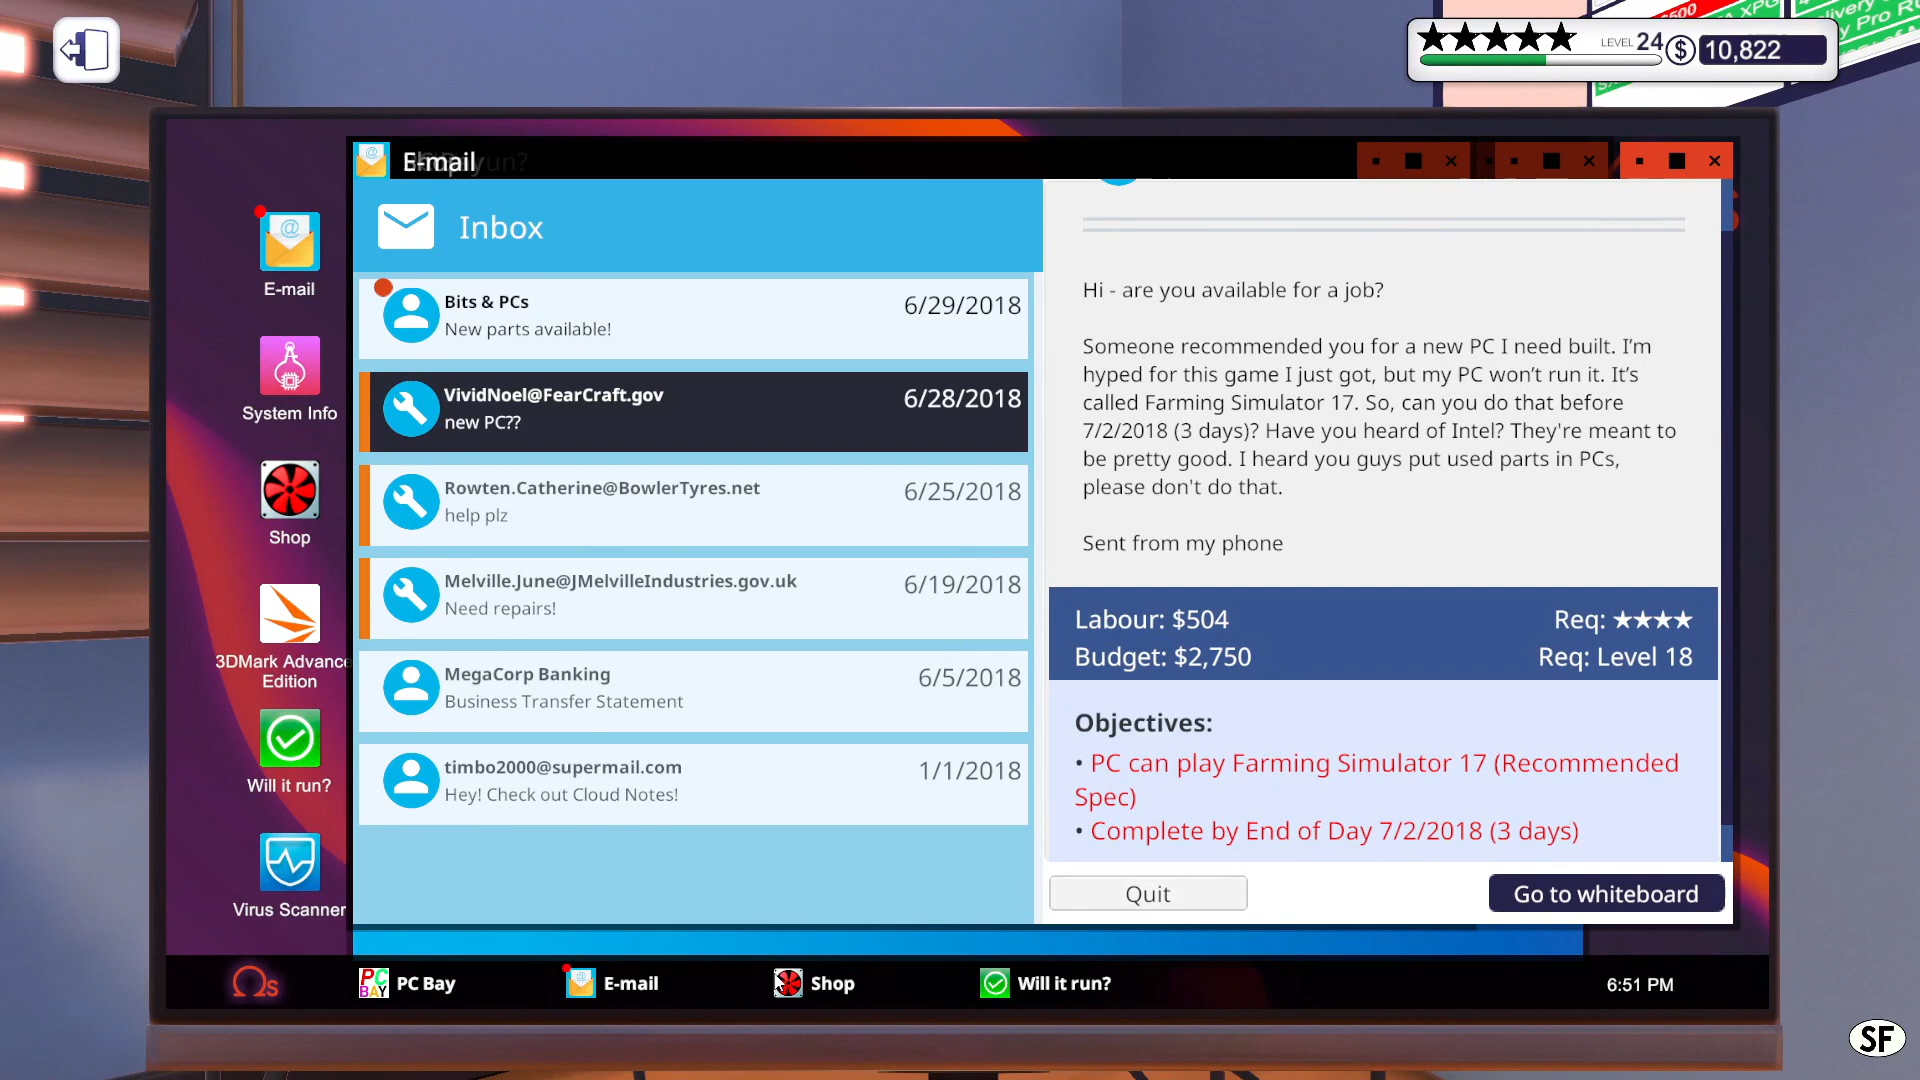 LEVEL 24
$ 10,822
E-mail
Inbox
Bits & PCs
6/29/2018
New parts available!
VividNoel@FearCraft.gov
6/28/2018
new PC??
Rowten.Catherine@BowlerTyres.net
6/25/2018
help plz
Melville.June@JMelvilleIndustries.gov.uk
6/19/2018
Need repairs!
MegaCorp Banking
6/5/2018
Business Transfer Statement
timbo2000@supermail.com
1/1/2018
Hey! Check out Cloud Notes!
E-mail
System Info
Shop
3DMark Advance
Edition
Will it run?
Virus Scanner
Hi - are you available for a job?
Someone recommended you for a new PC I need built. I’m
hyped for this game I just got, but my PC won’t run it. It’s
called Farming Simulator 17. So, can you do that before
7/2/2018 (3 days)? Have you heard of Intel? They're meant to
be pretty good. I heard you guys put used parts in PCs,
please don't do that.
Sent from my phone
Labour: $504
Req: ★★★★
Budget: $2,750
Req: Level 18
Objectives:
• PC can play Farming Simulator 17 (Recommended
Spec)
• Complete by End of Day 7/2/2018 (3 days)
Quit
Go to whiteboard
Ωs
PC BAY
PC Bay
E-mail
Shop
Will it run?
6:51 PM
SF